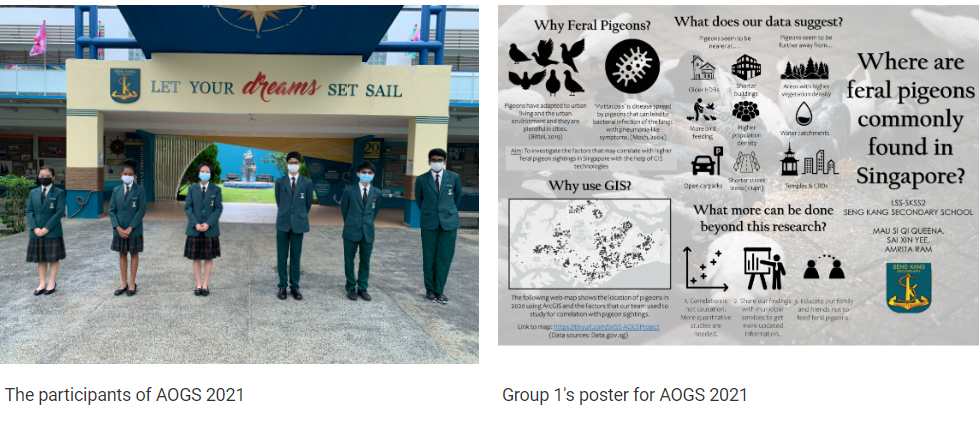 SENG KANG
LET YOUR dreams SET SAIL
20
Why Feral Pigeons?
Pigeons have adapted to urban
living and the urban
environment and they are
plentiful in cities.
(Bittel, 2019)
"Psittacosis" is disease spread
by pigeons that can lead to
bacterial infection of the lungs
with pneumonia-like
symptoms. (Moch, 2004)
Aim: To investigate the factors that may correlate with higher
feral pigeon sightings in Singapore with the help of GIS
technologies
Why use GIS?
The following web-map shows the location of pigeons in
2020 using ArcGIS and the factors that our team used to
study for correlation with pigeon sightings.
Link to map: https://tinyurl.com/SKSS-AOGSProject
(Data sources: Data.gov.sg)
What does our data suggest?
Pigeons seem to be
nearer at....
Pigeons seem to be
further away from...
Older HDBs
Shorter
buildings
Areas with higher
vegetation density
More bird
feeding
Higher
population
density
Water catchments
Open carparks
Shorter street
trees
Temples & CBDs
What more can be done
beyond this research?
1. Correlation is
not causation.
More quantitative
studies are
needed.
2. Share our findings
with municipal
services to get
more updated
information.
3. Educate our family
and friends not to
feed feral pigeons.
Where are
feral pigeons
commonly
found in
Singapore?
LSS-SKSS2
SENG KANG SECONDARY SCHOOL
MAU SI QI QUEENA,
SAI XIN YEE,
AMRITA RAM
SENG KANG
SECONDARY
The participants of AOGS 2021
Group 1's poster for AOGS 2021